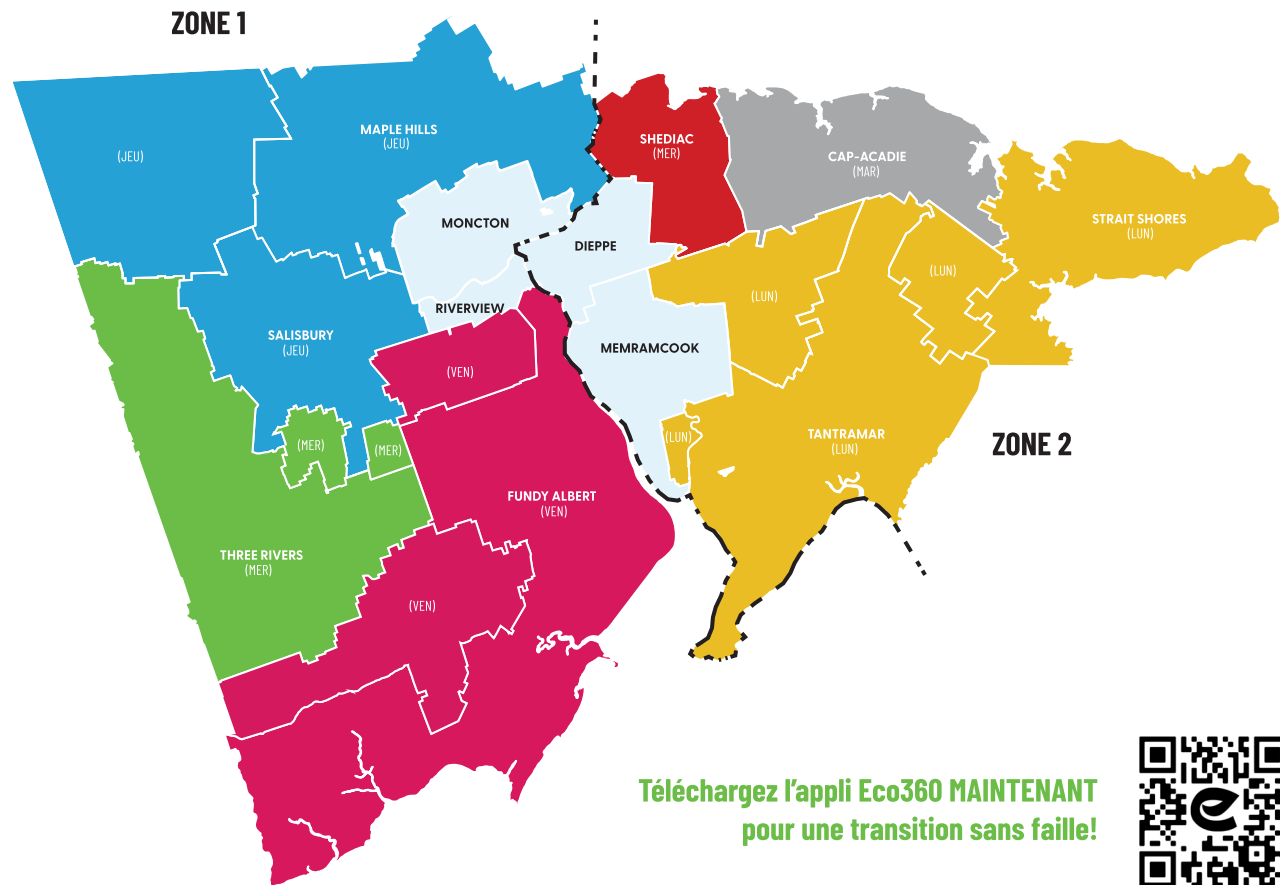 ZONE 1
MAPLE HILLS
(JEU)
(JEU)
SHEDIAC
(MER)
CAP-ACADIE
(MAR)
STRAIT SHORES
(LUN)
MONCTON
DIEPPE
(LUN)
(LUN)
RIVERVIEW
SALISBURY
(JEU)
MEMRAMCOOK
(VEN)
(MER)
(MER)
(LUN)
TANTRAMAR
(LUN)
ZONE 2
FUNDY ALBERT
(VEN)
THREE RIVERS
(MER)
(VEN)
Téléchargez l'appli Eco360 MAINTENANT
pour une transition sans faille!
e